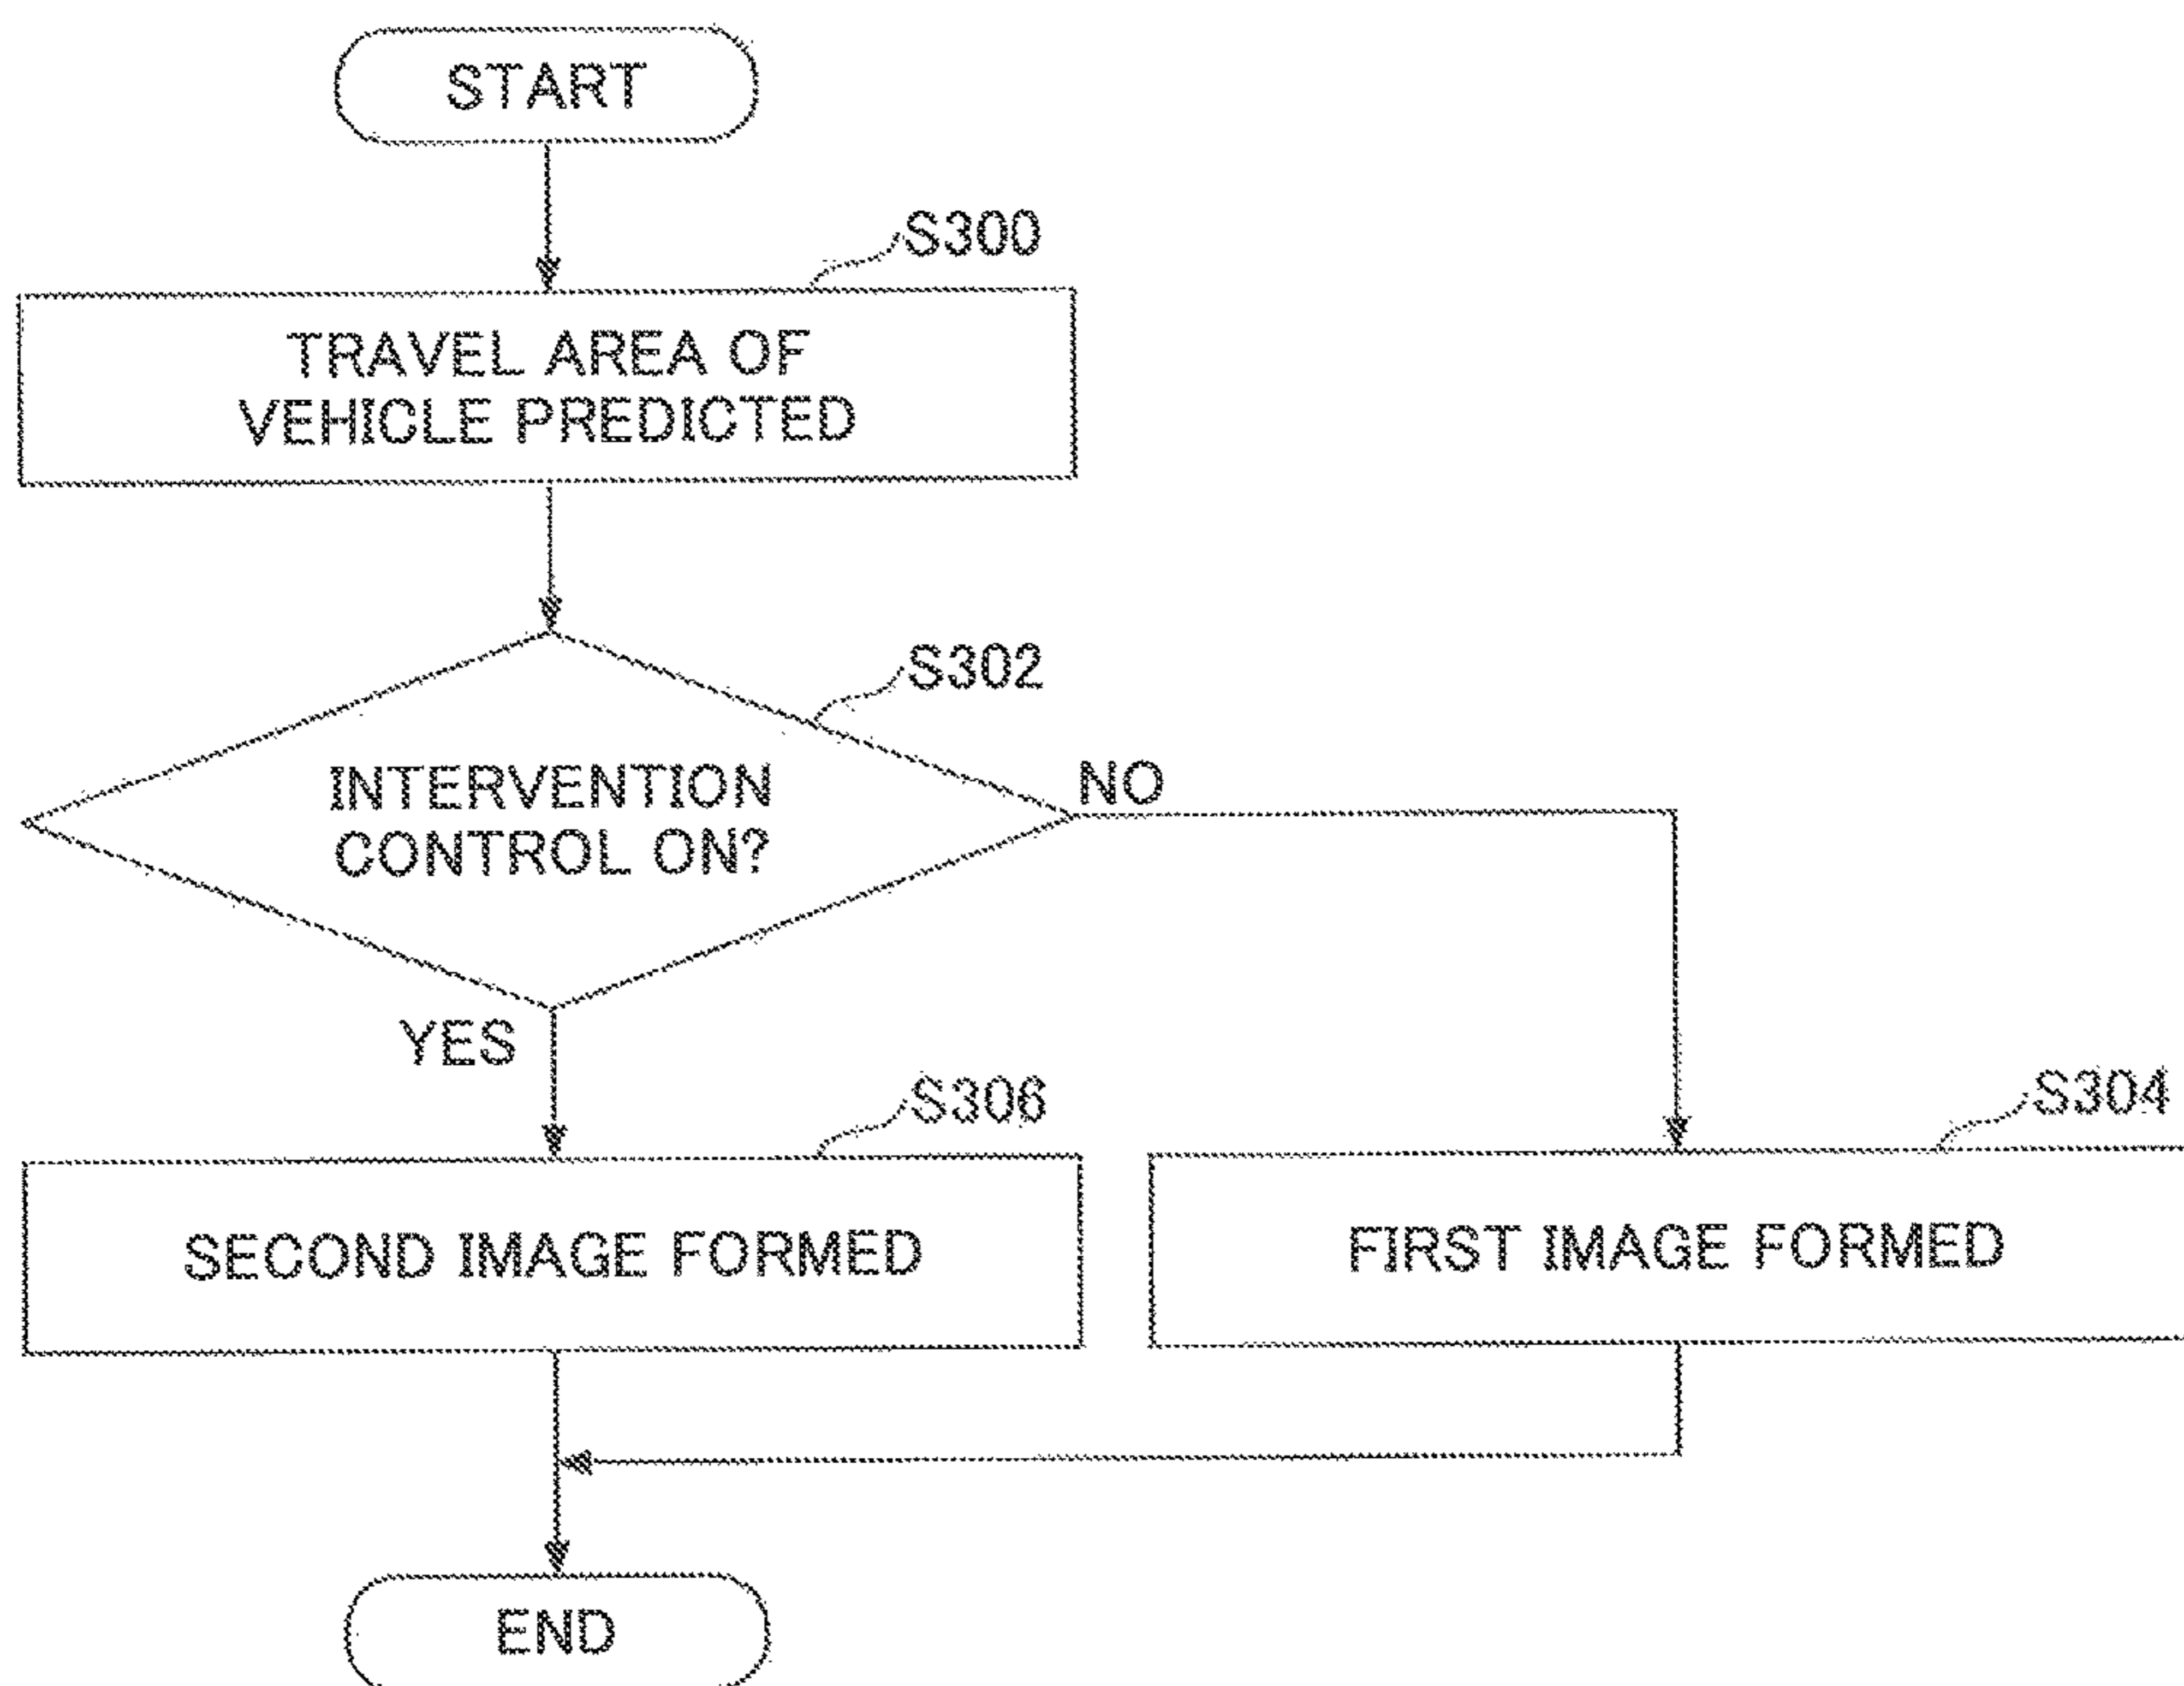 START
S300
TRAVEL AREA OF
VEHICLE PREDICTED
S302
INTERVENTION
CONTROL ON?
NO
YES
S306
S304
SECOND IMAGE FORMED
FIRST IMAGE FORMED
END